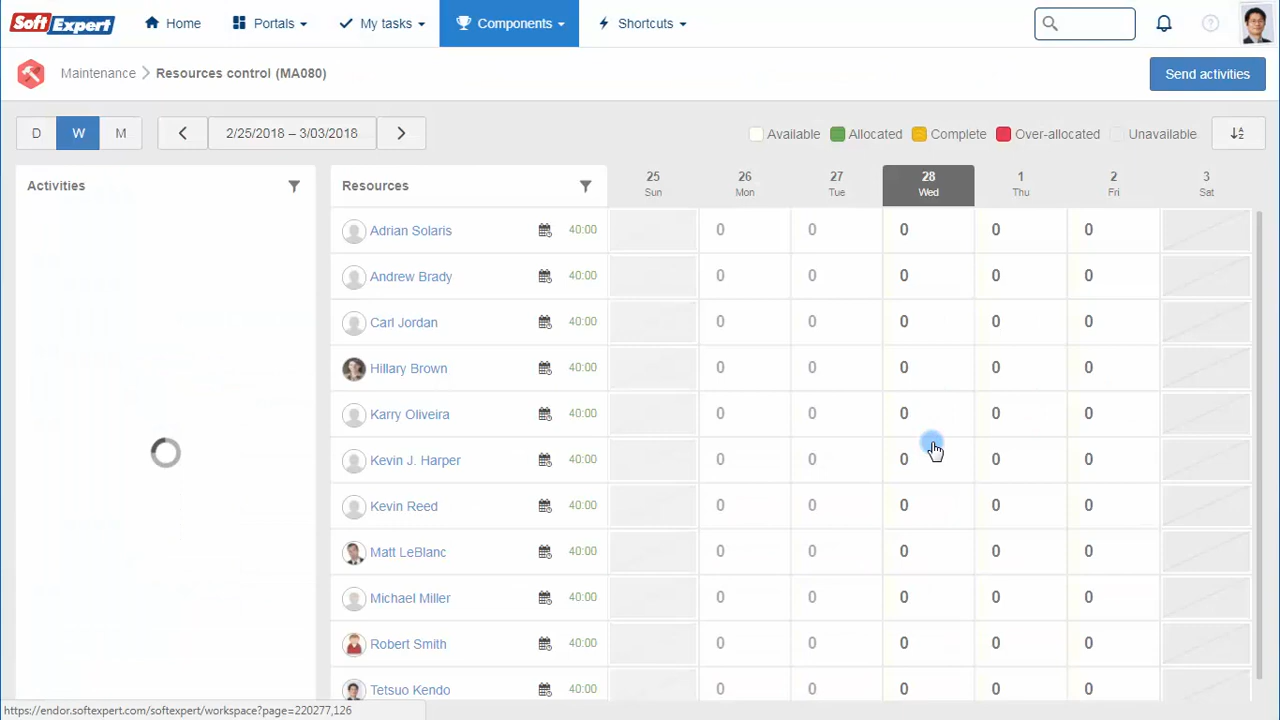 SoftExpert Home Portals My tasks Components Shortcuts
Maintenance Resources control (MA080) Send activities
D W M 2/25/2018 – 3/03/2018 Available Allocated Complete Over-allocated Unavailable
Activities Resources 25 26 27 28 1 2 3
Sun Mon Tue Wed Thu Fri Sat
Adrian Solaris 40:00 0 0 0 0 0
Andrew Brady 40:00 0 0 0 0 0
Carl Jordan 40:00 0 0 0 0 0
Hillary Brown 40:00 0 0 0 0 0
Karry Oliveira 40:00 0 0 0 0 0
Kevin J. Harper 40:00 0 0 0 0 0
Kevin Reed 40:00 0 0 0 0 0
Matt LeBlanc 40:00 0 0 0 0 0
Michael Miller 40:00 0 0 0 0 0
Robert Smith 40:00 0 0 0 0 0
Tetsuo Kendo 40:00 0 0 0 0 0
https://endor.softexpert.com/softexpert/workspace?page=220277,126